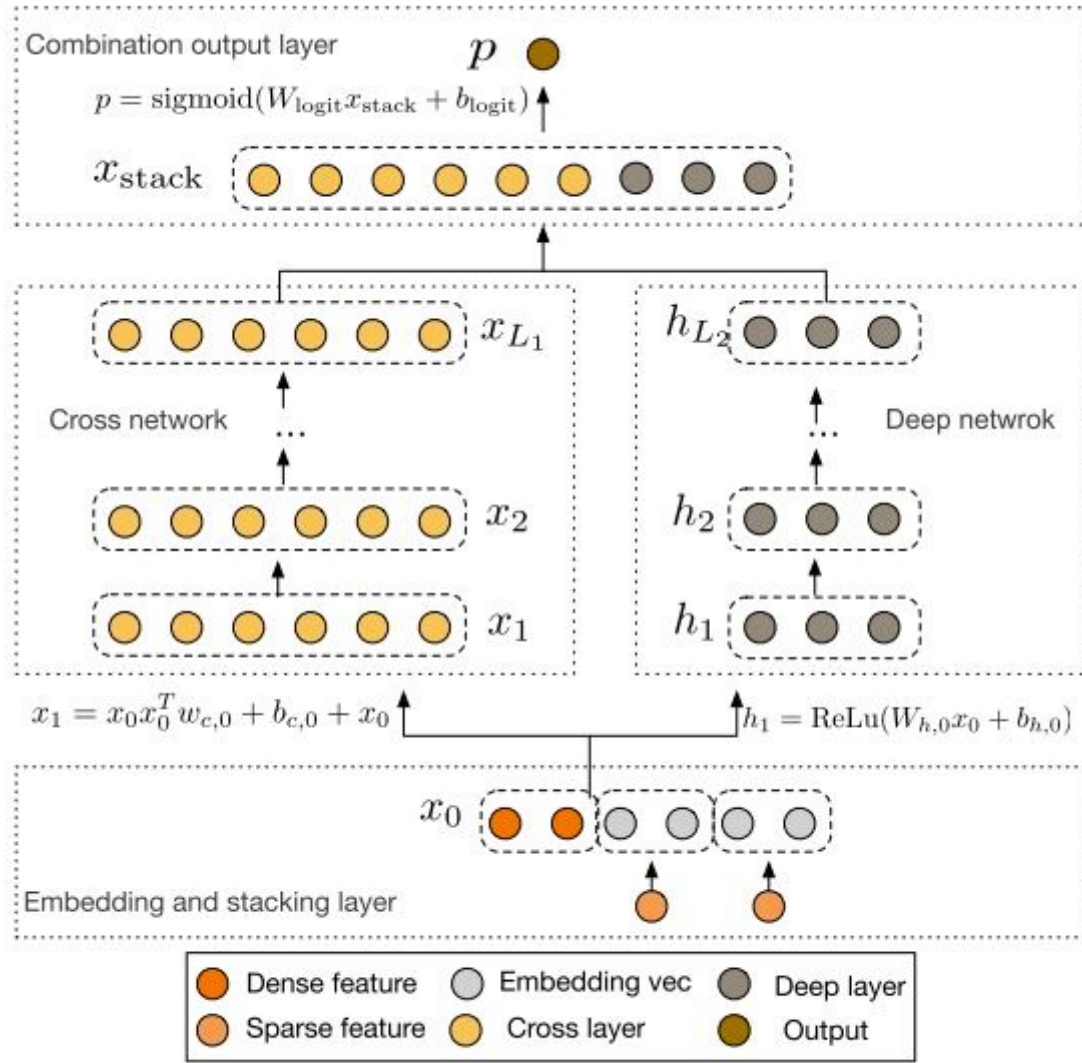 Combination output layer
p
p = sigmoid(W_logit x_stack + b_logit)
x_stack
x_{L_1}
h_{L_2}
Cross network
...
...
Deep netwrok
x_2
h_2
x_1
h_1
x_1 = x_0 x_0^T w_{c,0} + b_{c,0} + x_0
h_1 = ReLu(W_{h,0} x_0 + b_{h,0})
x_0
Embedding and stacking layer
Dense feature
Embedding vec
Deep layer
Sparse feature
Cross layer
Output